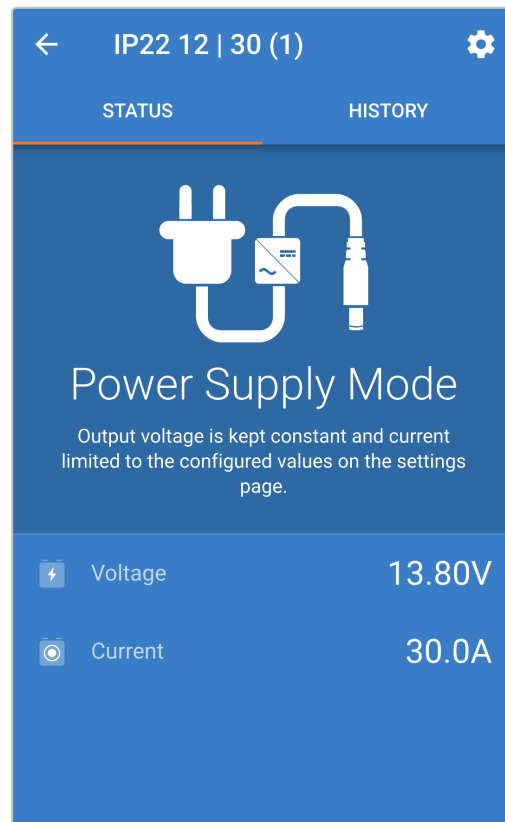 IP22 12 | 30 (1)
STATUS
HISTORY
Power Supply Mode
Output voltage is kept constant and current
limited to the configured values on the settings
page.
Voltage
13.80V
Current
30.0A